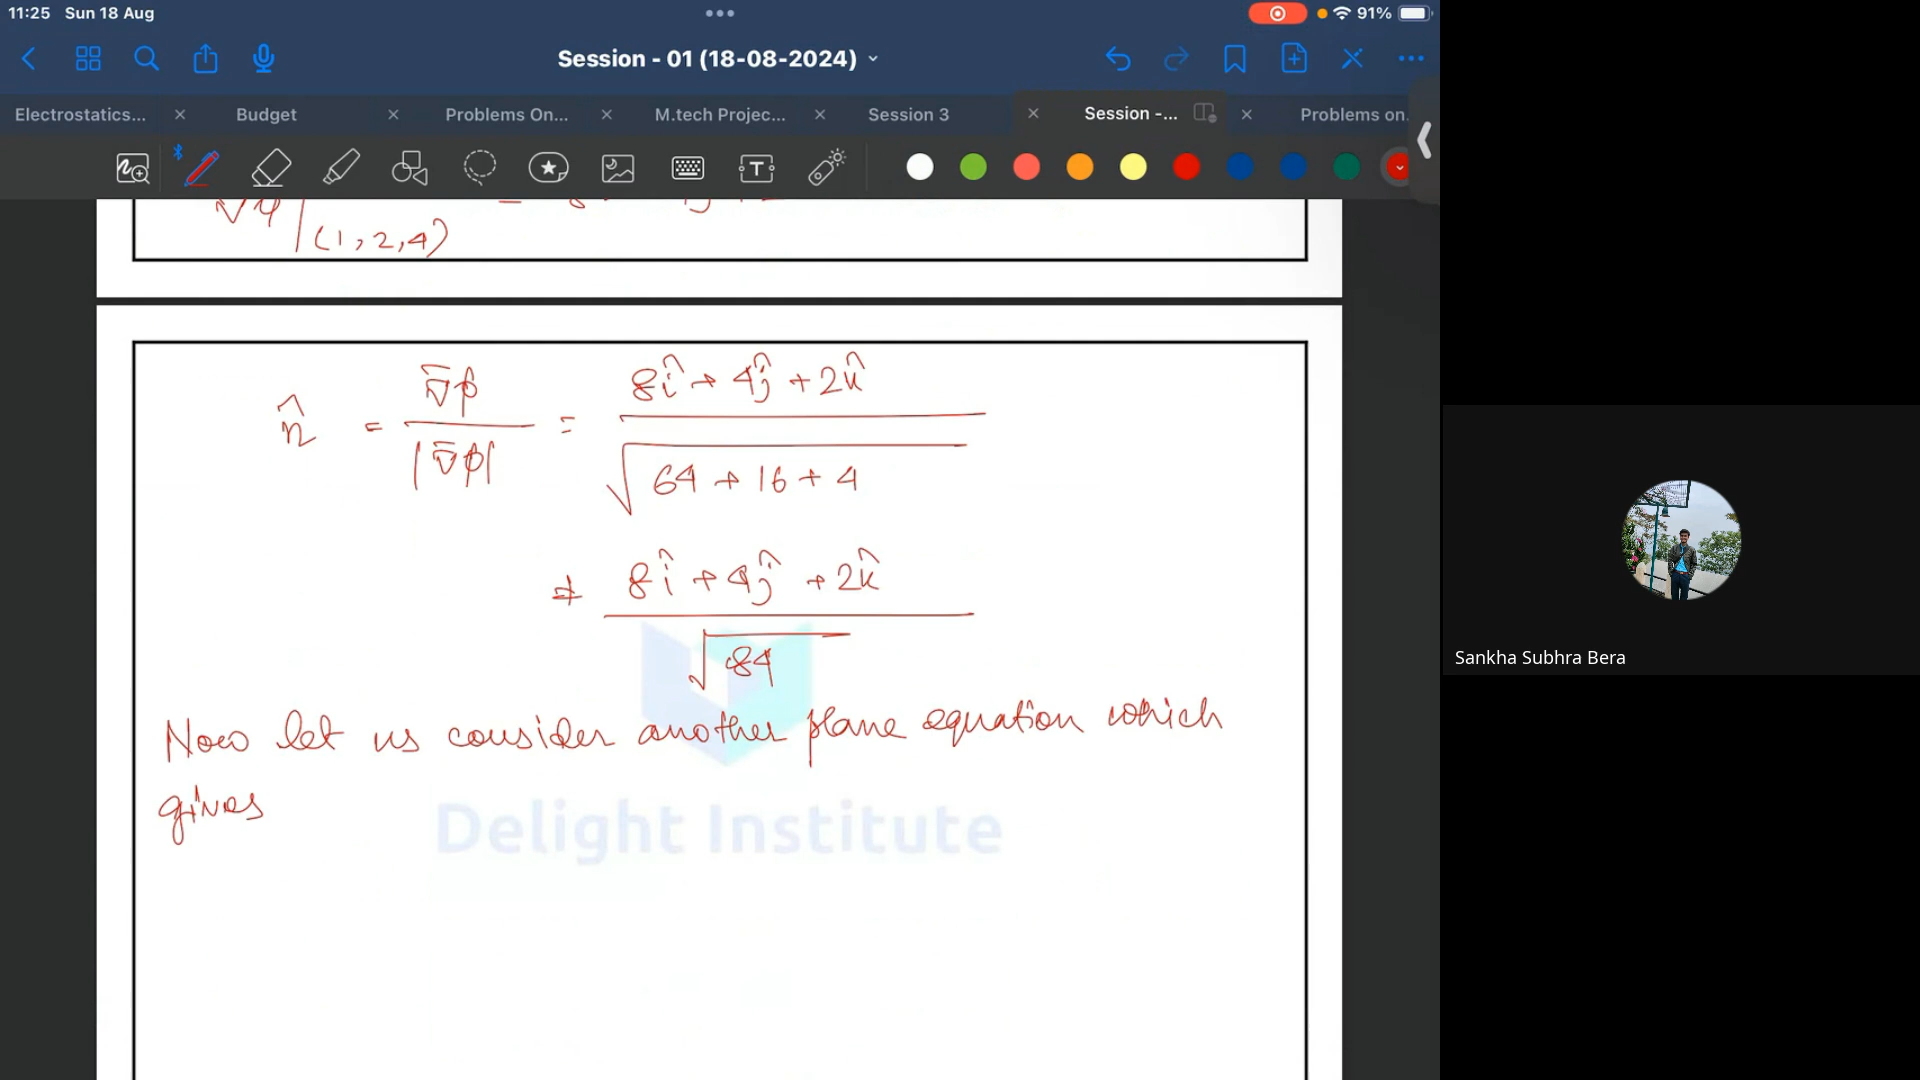 11:25 Sun 18 Aug
91%
Session - 01 (18-08-2024)
Electrostatics... Budget Problems On... M.tech Projec... Session 3 Session -... Problems on.
(1, 2, 4)
n̂ = ∇̄φ / |∇̄φ| = 8î + 4ĵ + 2k̂ / √64 + 16 + 4
⇒ 8î + 4ĵ + 2k̂ / √84
Now let us consider another plane equation which
gives
Delight Institute
Sankha Subhra Bera